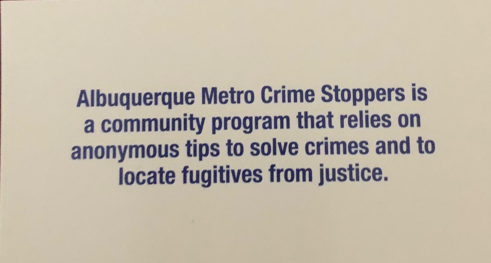 Albuquerque Metro Crime Stoppers is
a community program that relies on
anonymous tips to solve crimes and to
locate fugitives from justice.